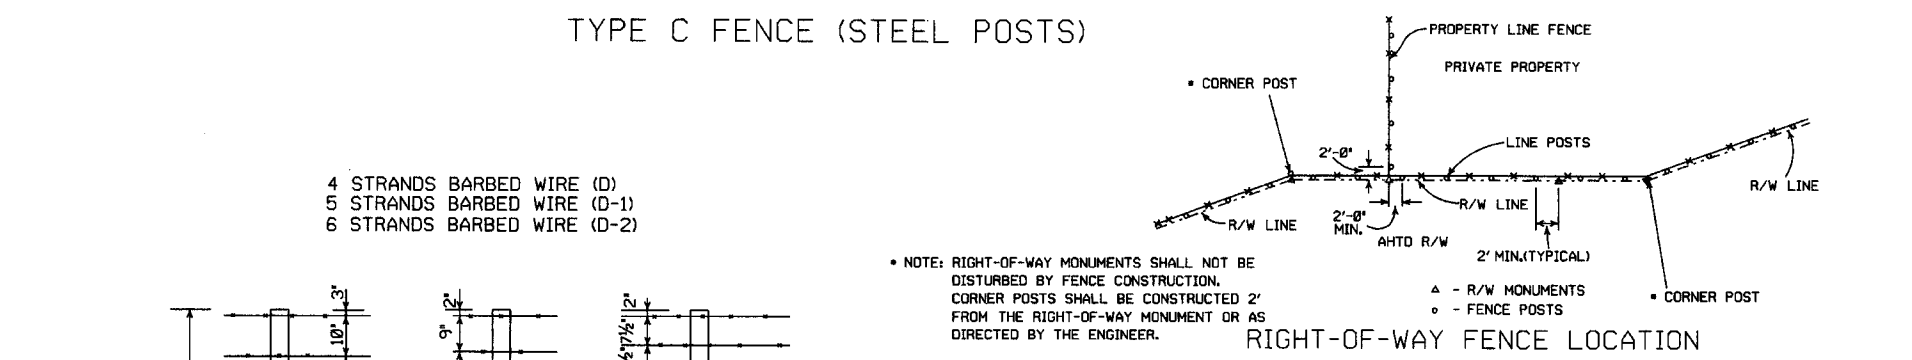 TYPE C FENCE (STEEL POSTS)
PROPERTY LINE FENCE
PRIVATE PROPERTY
* CORNER POST
LINE POSTS
2'-0"
R/W LINE
4 STRANDS BARBED WIRE (D)
5 STRANDS BARBED WIRE (D-1)
6 STRANDS BARBED WIRE (D-2)
R/W LINE
2'-0"
MIN.
R/W LINE
AHTD R/W
2' MIN.(TYPICAL)
* NOTE: RIGHT-OF-WAY MONUMENTS SHALL NOT BE
DISTURBED BY FENCE CONSTRUCTION.
CORNER POSTS SHALL BE CONSTRUCTED 2'
FROM THE RIGHT-OF-WAY MONUMENT OR AS
DIRECTED BY THE ENGINEER.
- R/W MONUMENTS
- FENCE POSTS
* CORNER POST
RIGHT-OF-WAY FENCE LOCATION
3"
10"
2"
9"
2"
7½"